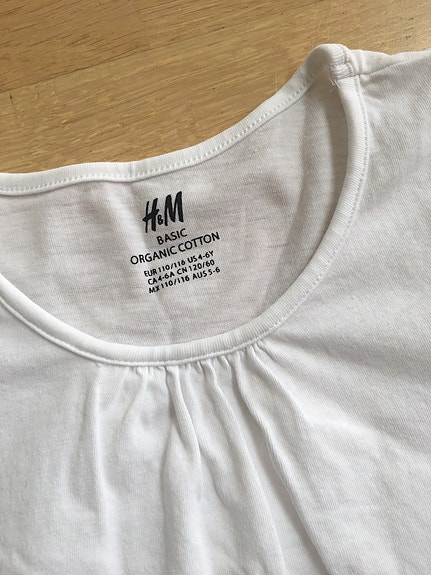 H&M
BASIC
ORGANIC COTTON
EUR 110/116 US 4-6Y
CA 4-6A CN 120/60
MX 110/116 AUS 5-6